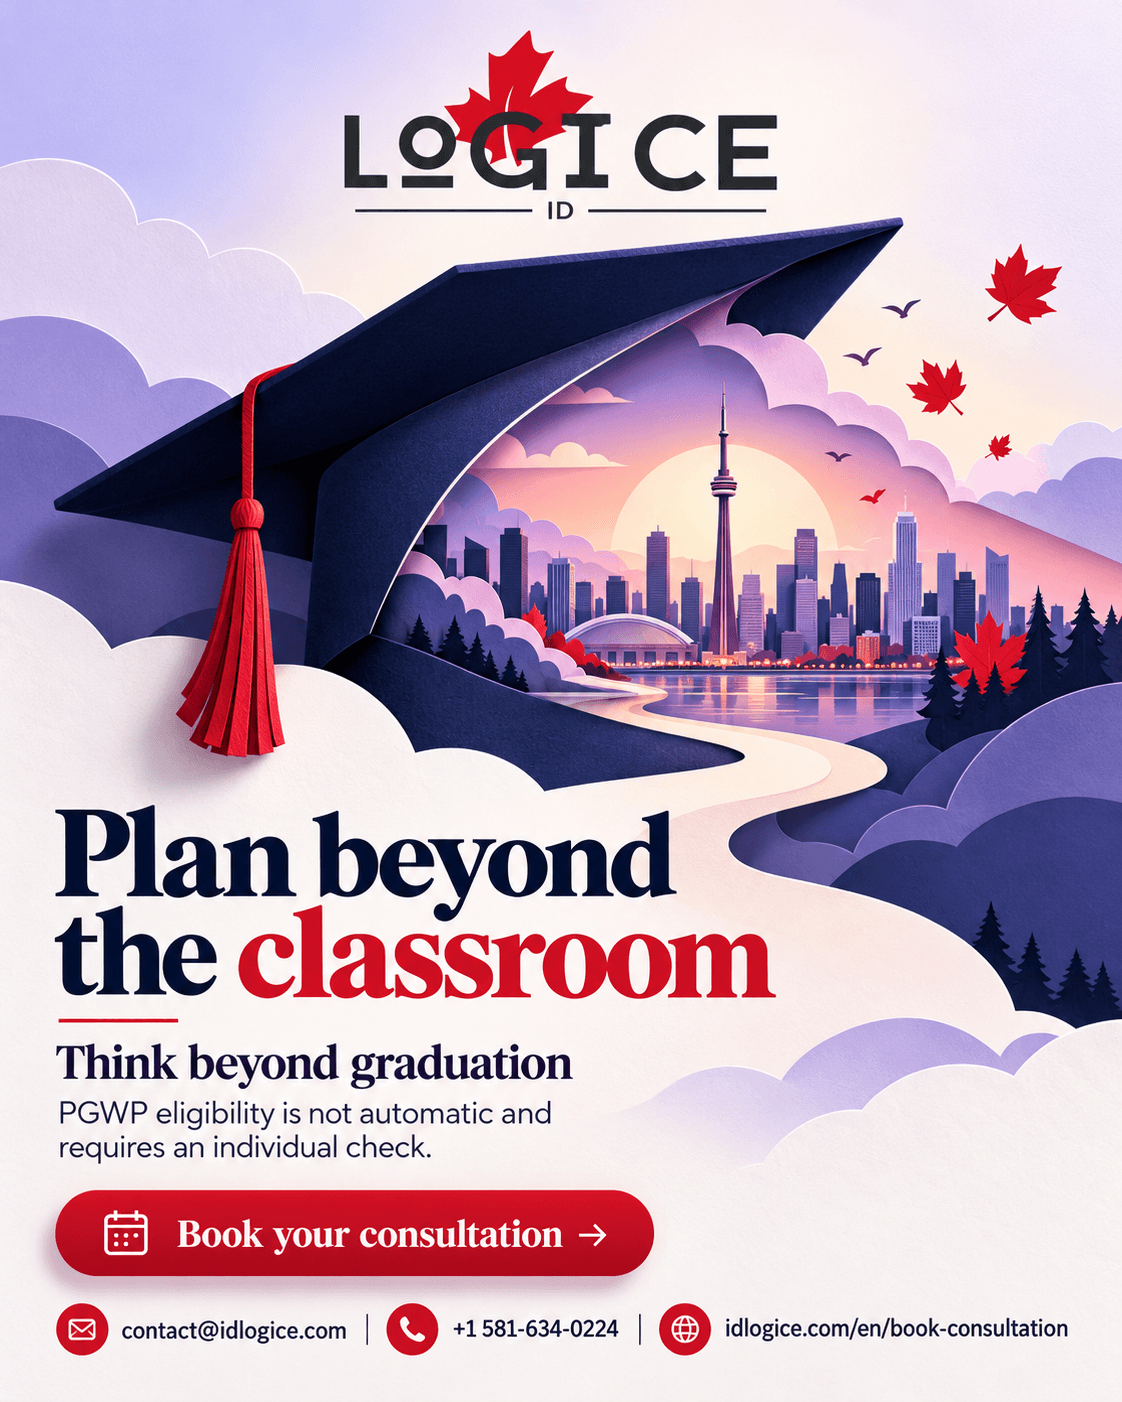 LOGICE
ID
Plan beyond
the classroom
Think beyond graduation
PGWP eligibility is not automatic and
requires an individual check.
Book your consultation →
contact@idlogice.com | +1 581-634-0224 | idlogice.com/en/book-consultation